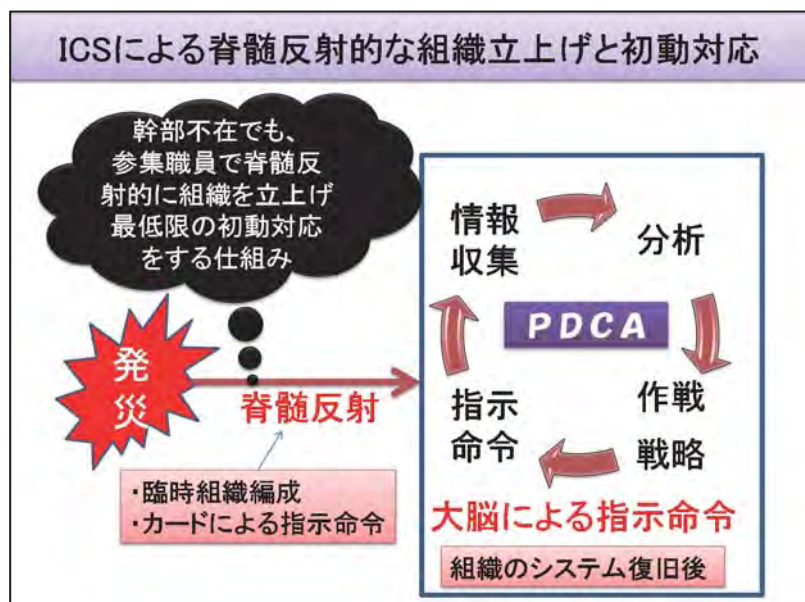 ICSによる脊髄反射的な組織立上げと初動対応
幹部不在でも、
参集職員で脊髄反
射的に組織を立上げ
最低限の初動対応
をする仕組み
発
災
脊髄反射
・臨時組織編成
・カードによる指示命令
情報
収集
分析
PDCA
指示
命令
作戦
戦略
大脳による指示命令
組織のシステム復旧後